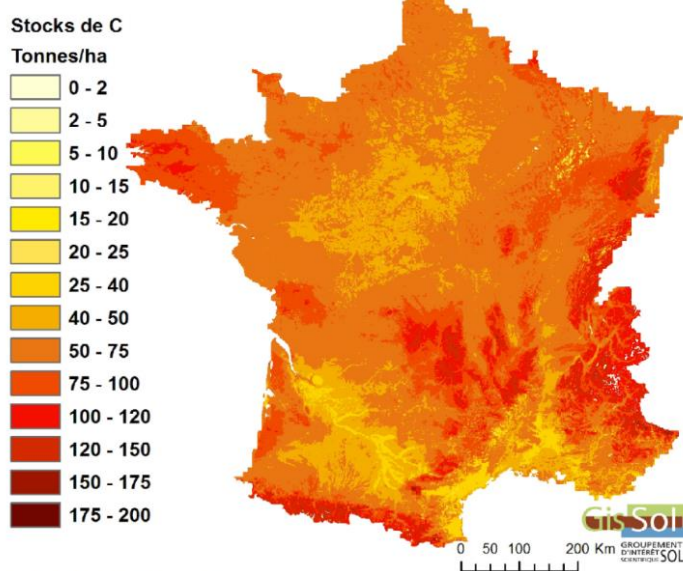 Stocks de C
Tonnes/ha
0 - 2
2 - 5
5 - 10
10 - 15
15 - 20
20 - 25
25 - 40
40 - 50
50 - 75
75 - 100
100 - 120
120 - 150
150 - 175
175 - 200
Gis Sol
GROUPEMENT
D'INTÉRÊT
SCIENTIFIQUE SOL
0 50 100 200 Km